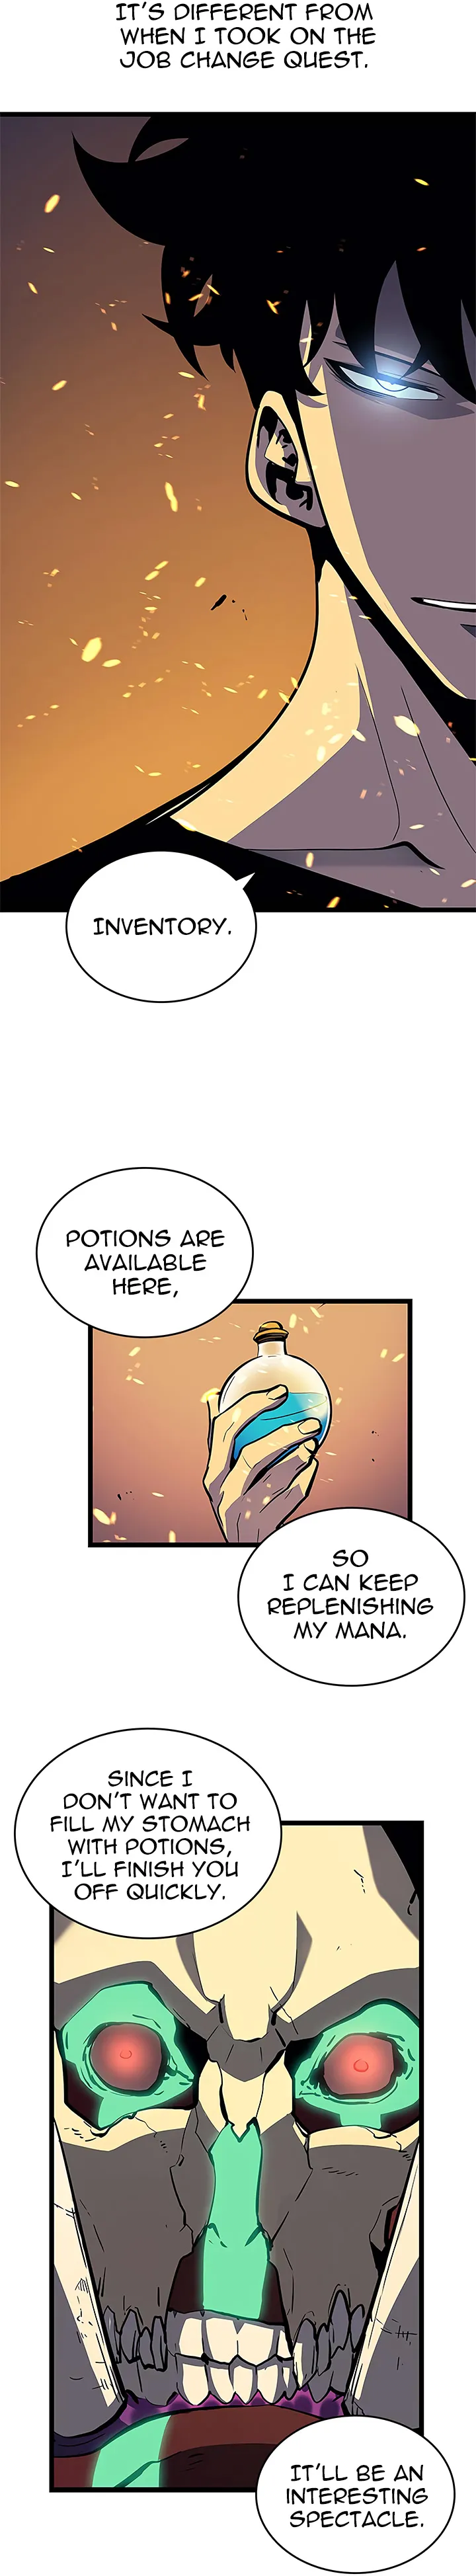 IT'S DIFFERENT FROM
WHEN I TOOK ON THE
JOB CHANGE QUEST.
INVENTORY.
POTIONS ARE
AVAILABLE
HERE,
SO
I CAN KEEP
REPLENISHING
MY MANA.
SINCE I
DON'T WANT TO
FILL MY STOMACH
WITH POTIONS,
I'LL FINISH YOU
OFF QUICKLY.
IT'LL BE AN
INTERESTING
SPECTACLE.